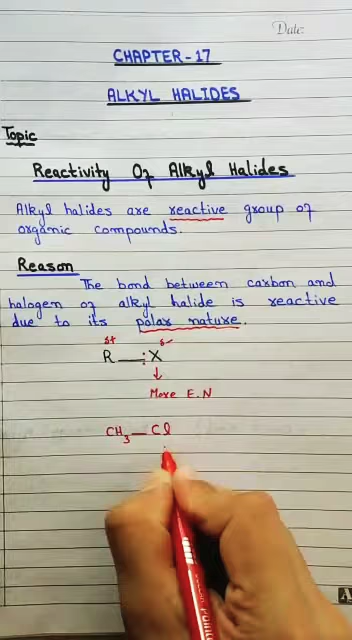 Date:
CHAPTER-17
ALKYL HALIDES
Topic
Reactivity Of Alkyl Halides
Alkyl halides are reactive group of
organic compounds.
Reason
The bond between carbon and
halogen of alkyl halide is reactive
due to its polar nature.
δ+ δ-
R — :X
↓
More E.N
CH₃ — Cl